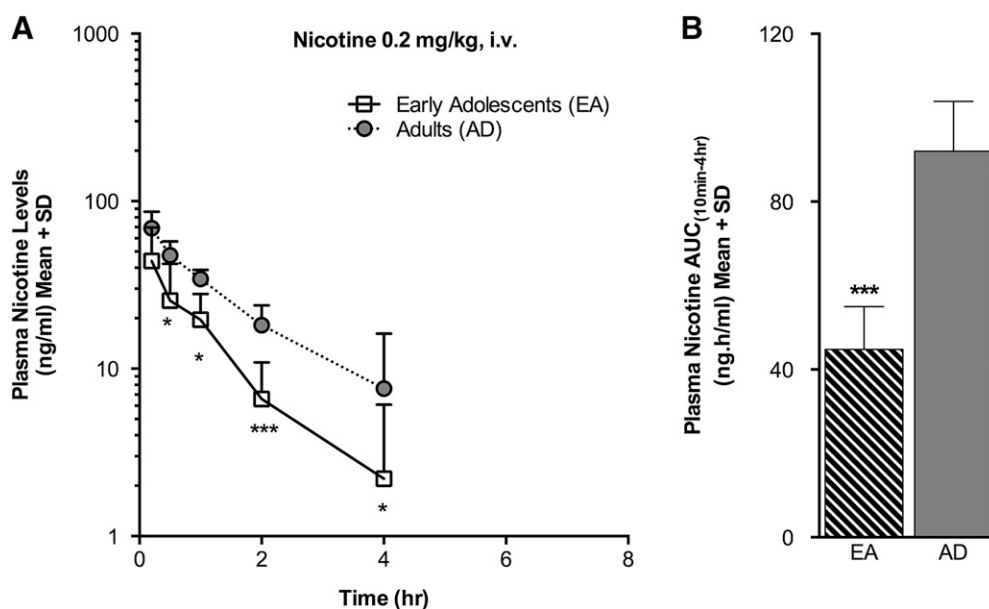 A
Nicotine 0.2 mg/kg, i.v.
Early Adolescents (EA)
Adults (AD)
Plasma Nicotine Levels
(ng/ml) Mean + SD
1000
100
10
1
*
*
***
*
0
2
4
6
8
Time (hr)
B
Plasma Nicotine AUC(10min-4hr)
(ng.h/ml) Mean + SD
120
80
40
0
***
EA
AD